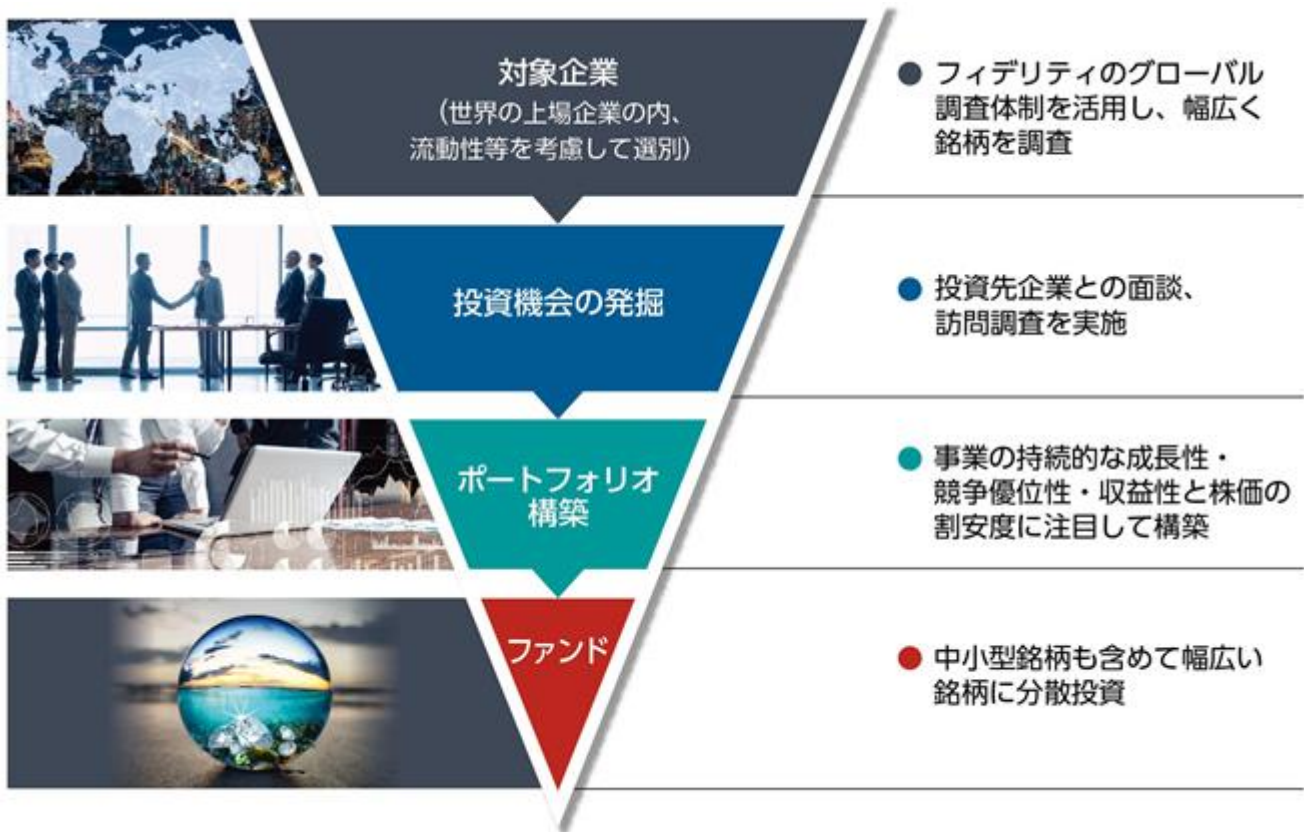 対象企業
（世界の上場企業の内、
流動性等を考慮して選別）
● フィデリティのグローバル
調査体制を活用し、幅広く
銘柄を調査
投資機会の発掘
● 投資先企業との面談、
訪問調査を実施
ポートフォリオ
構築
● 事業の持続的な成長性・
競争優位性・収益性と株価の
割安度に注目して構築
ファンド
● 中小型銘柄も含めて幅広い
銘柄に分散投資